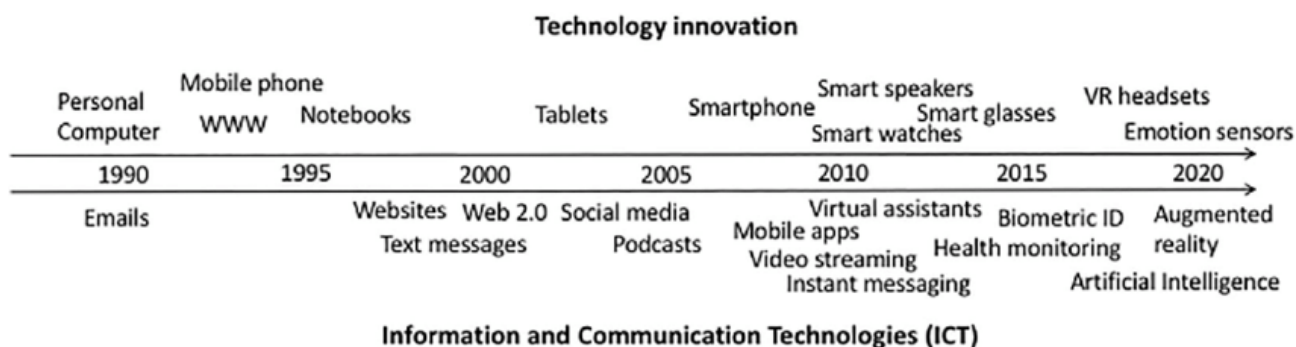 Technology innovation
Mobile phone
Personal
Computer
WWW
Notebooks
Tablets
Smartphone
Smart speakers
Smart glasses
Smart watches
VR headsets
Emotion sensors
1990 1995 2000 2005 2010 2015 2020
Emails
Websites
Web 2.0
Social media
Text messages
Podcasts
Virtual assistants
Mobile apps
Video streaming
Instant messaging
Biometric ID
Health monitoring
Augmented
reality
Artificial Intelligence
Information and Communication Technologies (ICT)